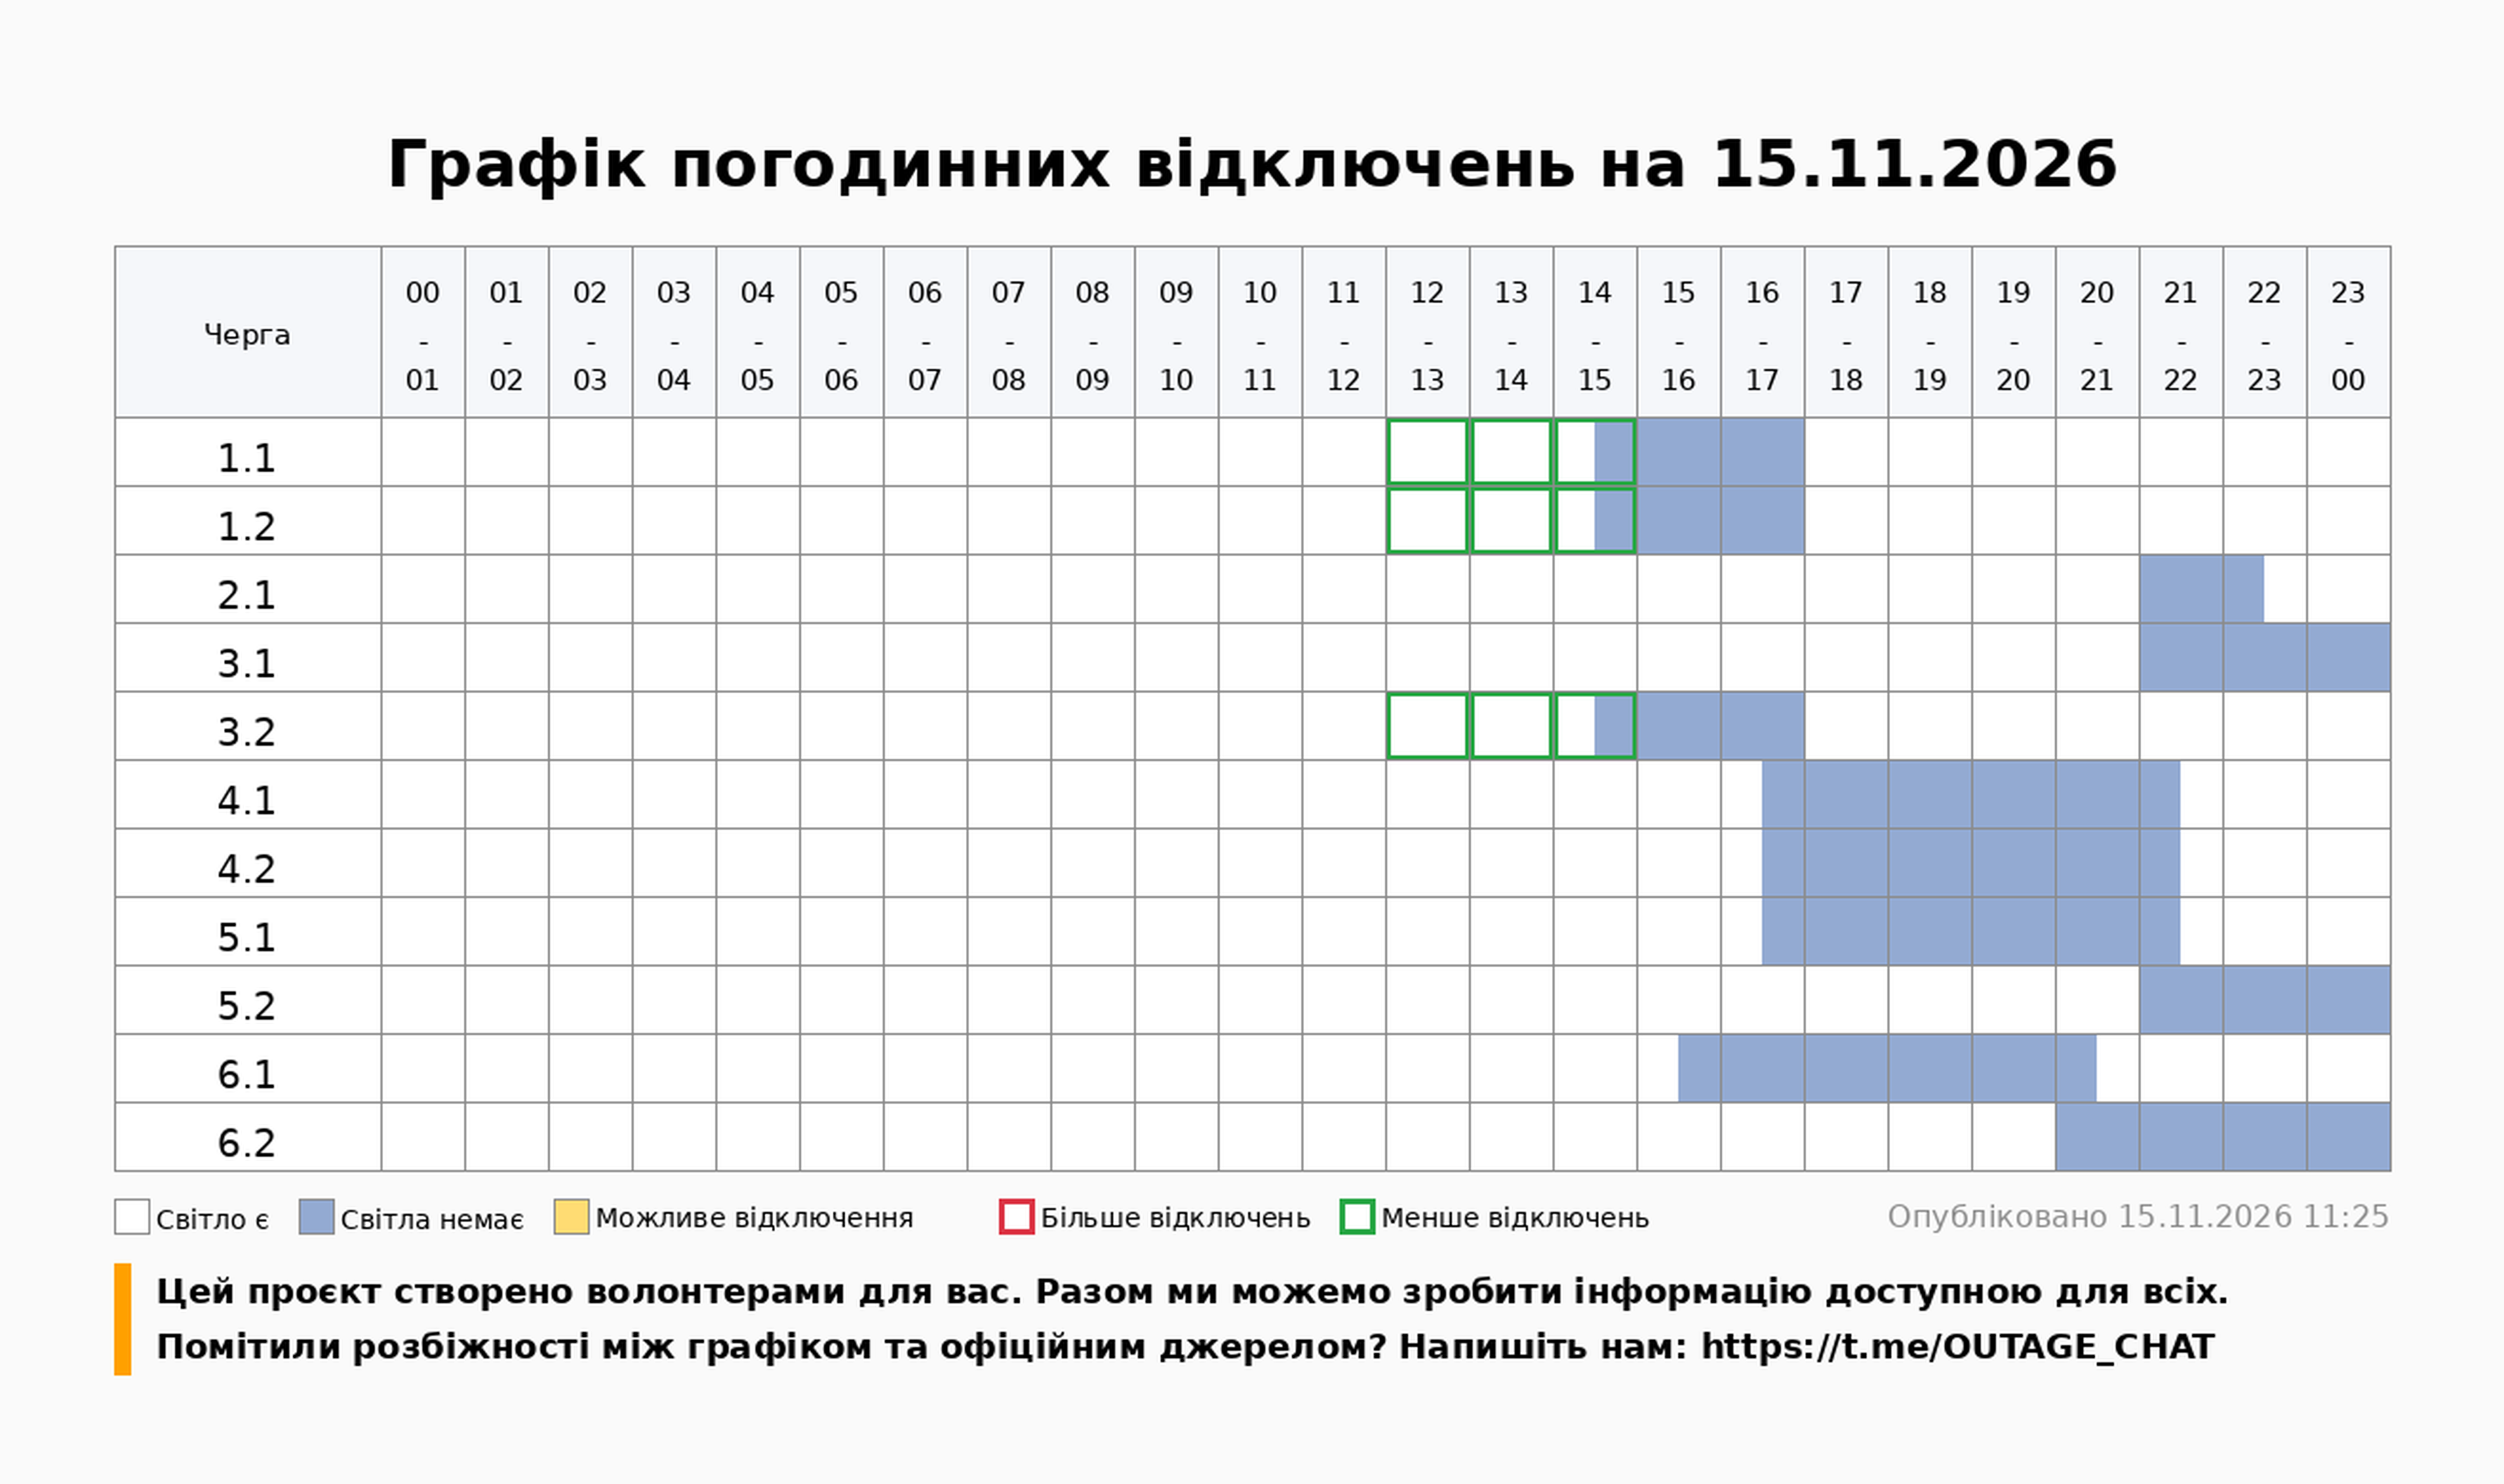 Графік погодинних відключень на 15.11.2026
Черга
00 - 01
01 - 02
02 - 03
03 - 04
04 - 05
05 - 06
06 - 07
07 - 08
08 - 09
09 - 10
10 - 11
11 - 12
12 - 13
13 - 14
14 - 15
15 - 16
16 - 17
17 - 18
18 - 19
19 - 20
20 - 21
21 - 22
22 - 23
23 - 00
1.1
1.2
2.1
3.1
3.2
4.1
4.2
5.1
5.2
6.1
6.2
Світло є
Світла немає
Можливе відключення
Більше відключень
Менше відключень
Опубліковано 15.11.2026 11:25
Цей проєкт створено волонтерами для вас. Разом ми можемо зробити інформацію доступною для всіх.
Помітили розбіжності між графіком та офіційним джерелом? Напишіть нам: https://t.me/OUTAGE_CHAT